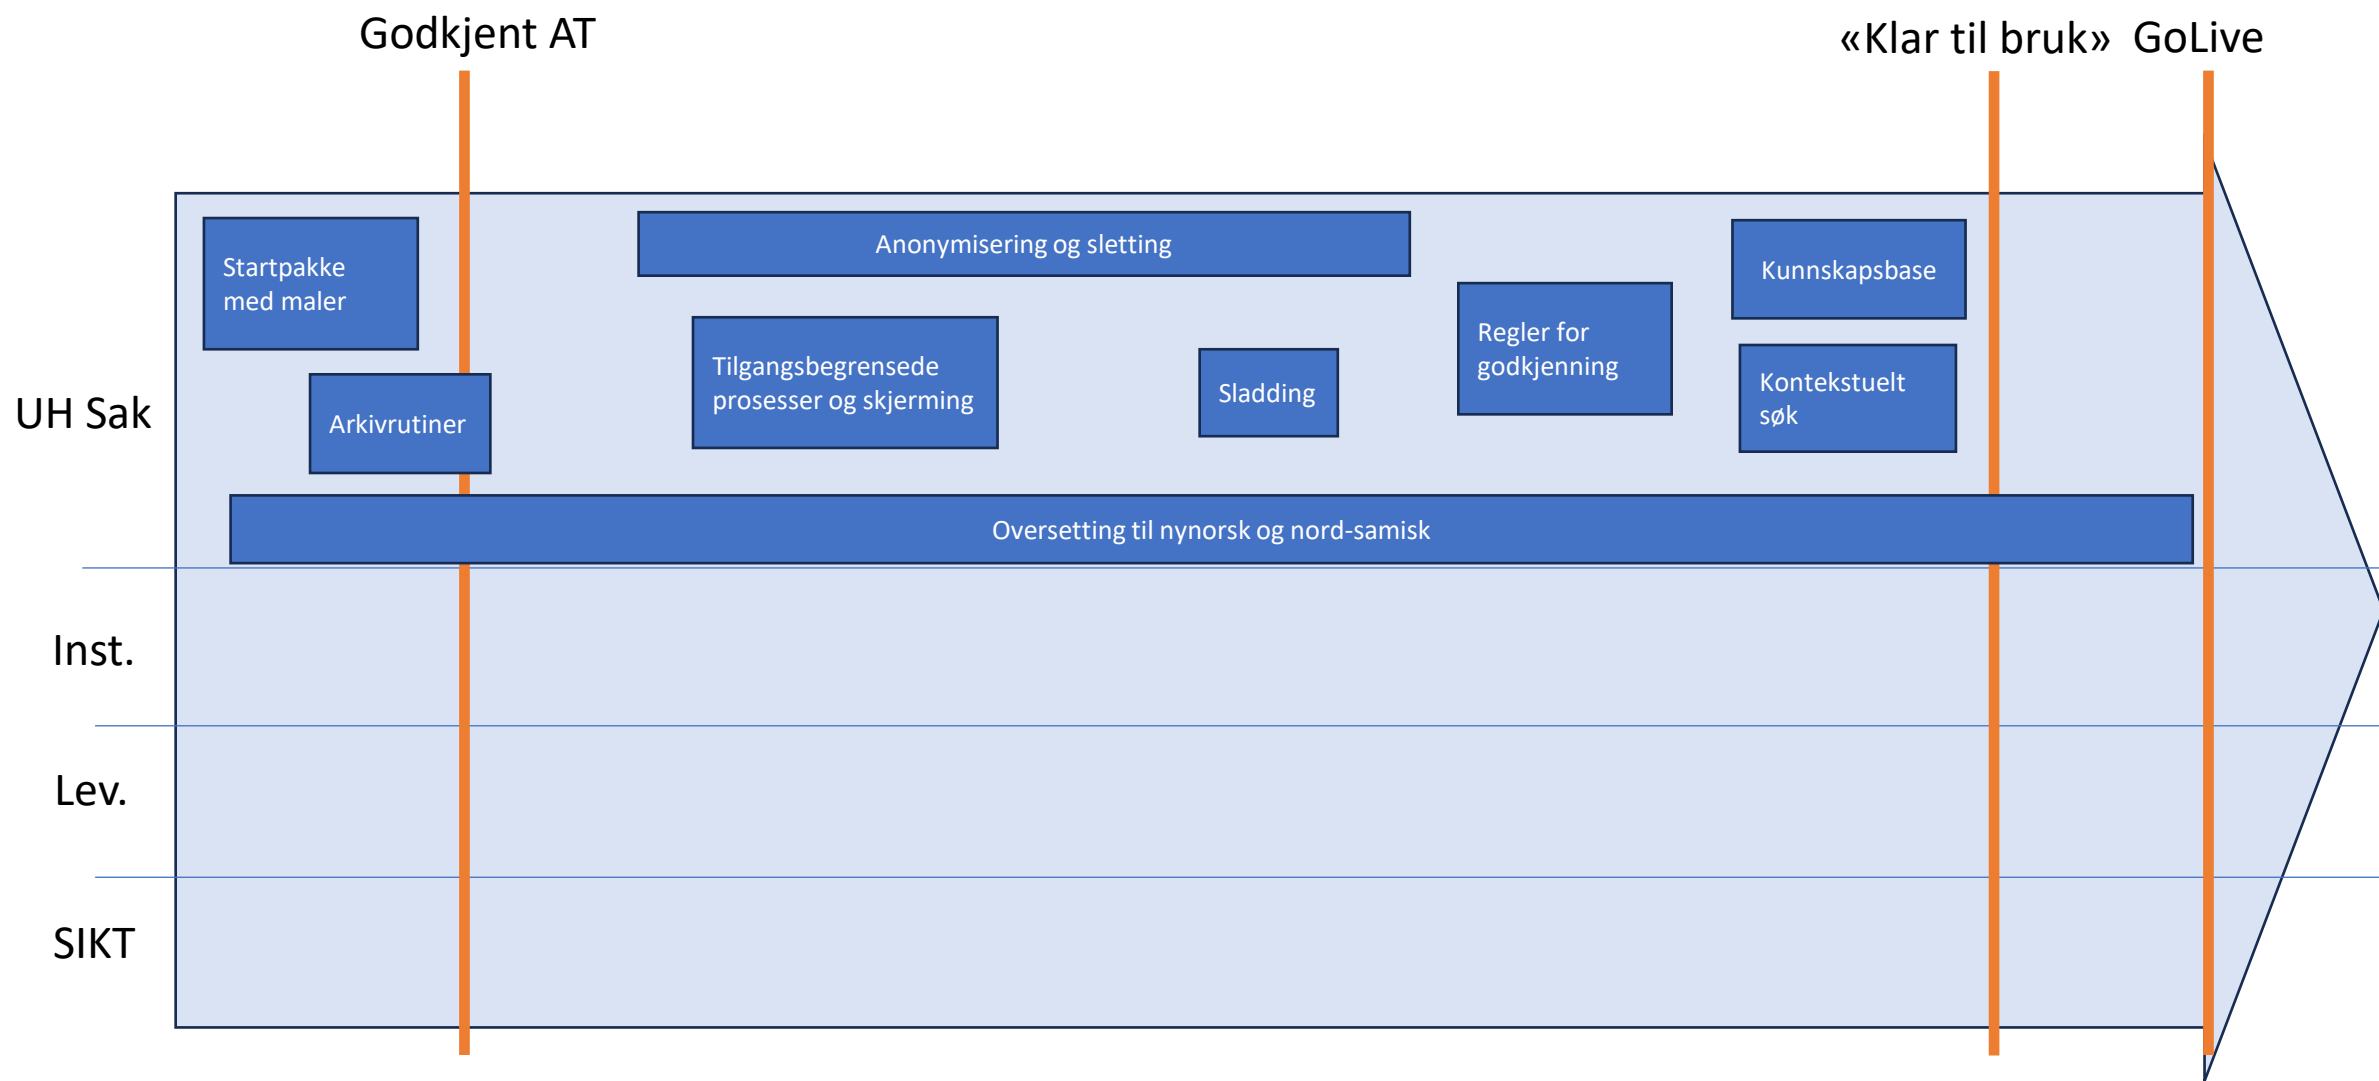 Godkjent AT
«Klar til bruk»
GoLive
UH Sak
Startpakke
med maler
Arkivrutiner
Anonymisering og sletting
Tilgangsbegrensede
prosesser og skjerming
Sladding
Regler for
godkjenning
Kunnskapsbase
Kontekstuelt
søk
Oversetting til nynorsk og nord-samisk
Inst.
Lev.
SIKT